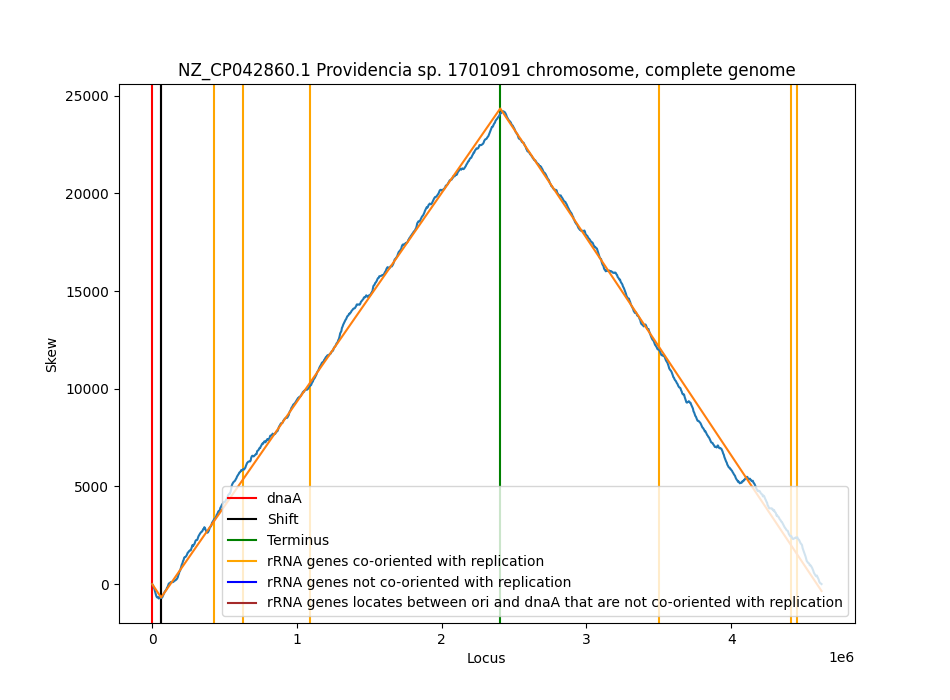 NZ_CP042860.1 Providencia sp. 1701091 chromosome, complete genome
25000
20000
15000
10000
5000
0
Skew
dnaA
Shift
Terminus
rRNA genes co-oriented with replication
rRNA genes not co-oriented with replication
rRNA genes locates between ori and dnaA that are not co-oriented with replication
0 1 2 3 4
1e6
Locus